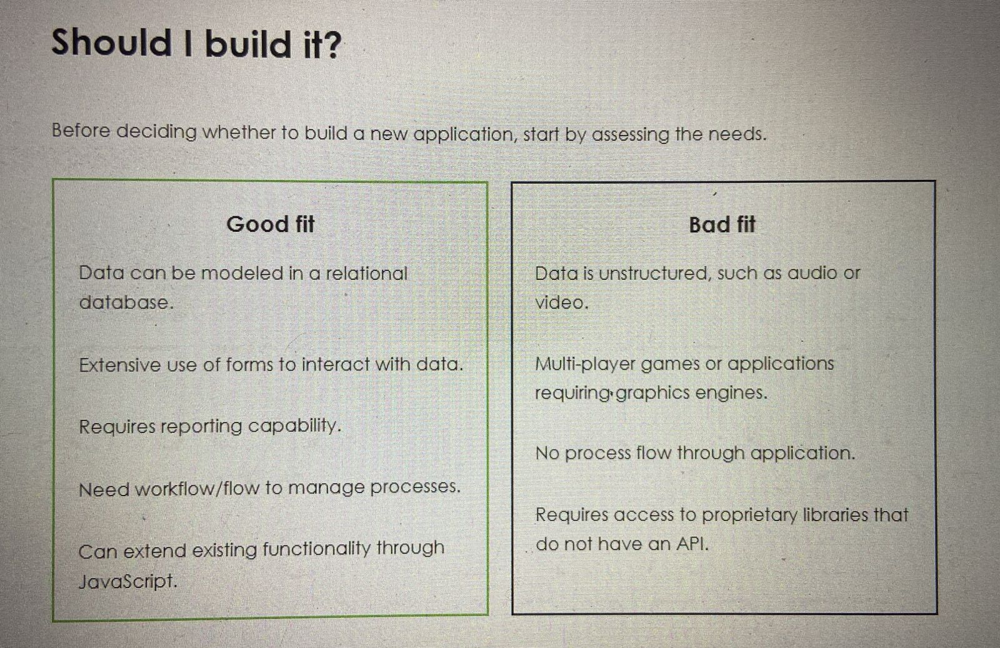 Should I build it?
Before deciding whether to build a new application, start by assessing the needs.
Good fit
Data can be modeled in a relational
database.
Extensive use of forms to interact with data.
Requires reporting capability.
Need workflow/flow to manage processes.
Can extend existing functionality through
JavaScript.
Bad fit
Data is unstructured, such as audio or
video.
Multi-player games or applications
requiring graphics engines.
No process flow through application.
Requires access to proprietary libraries that
do not have an API.